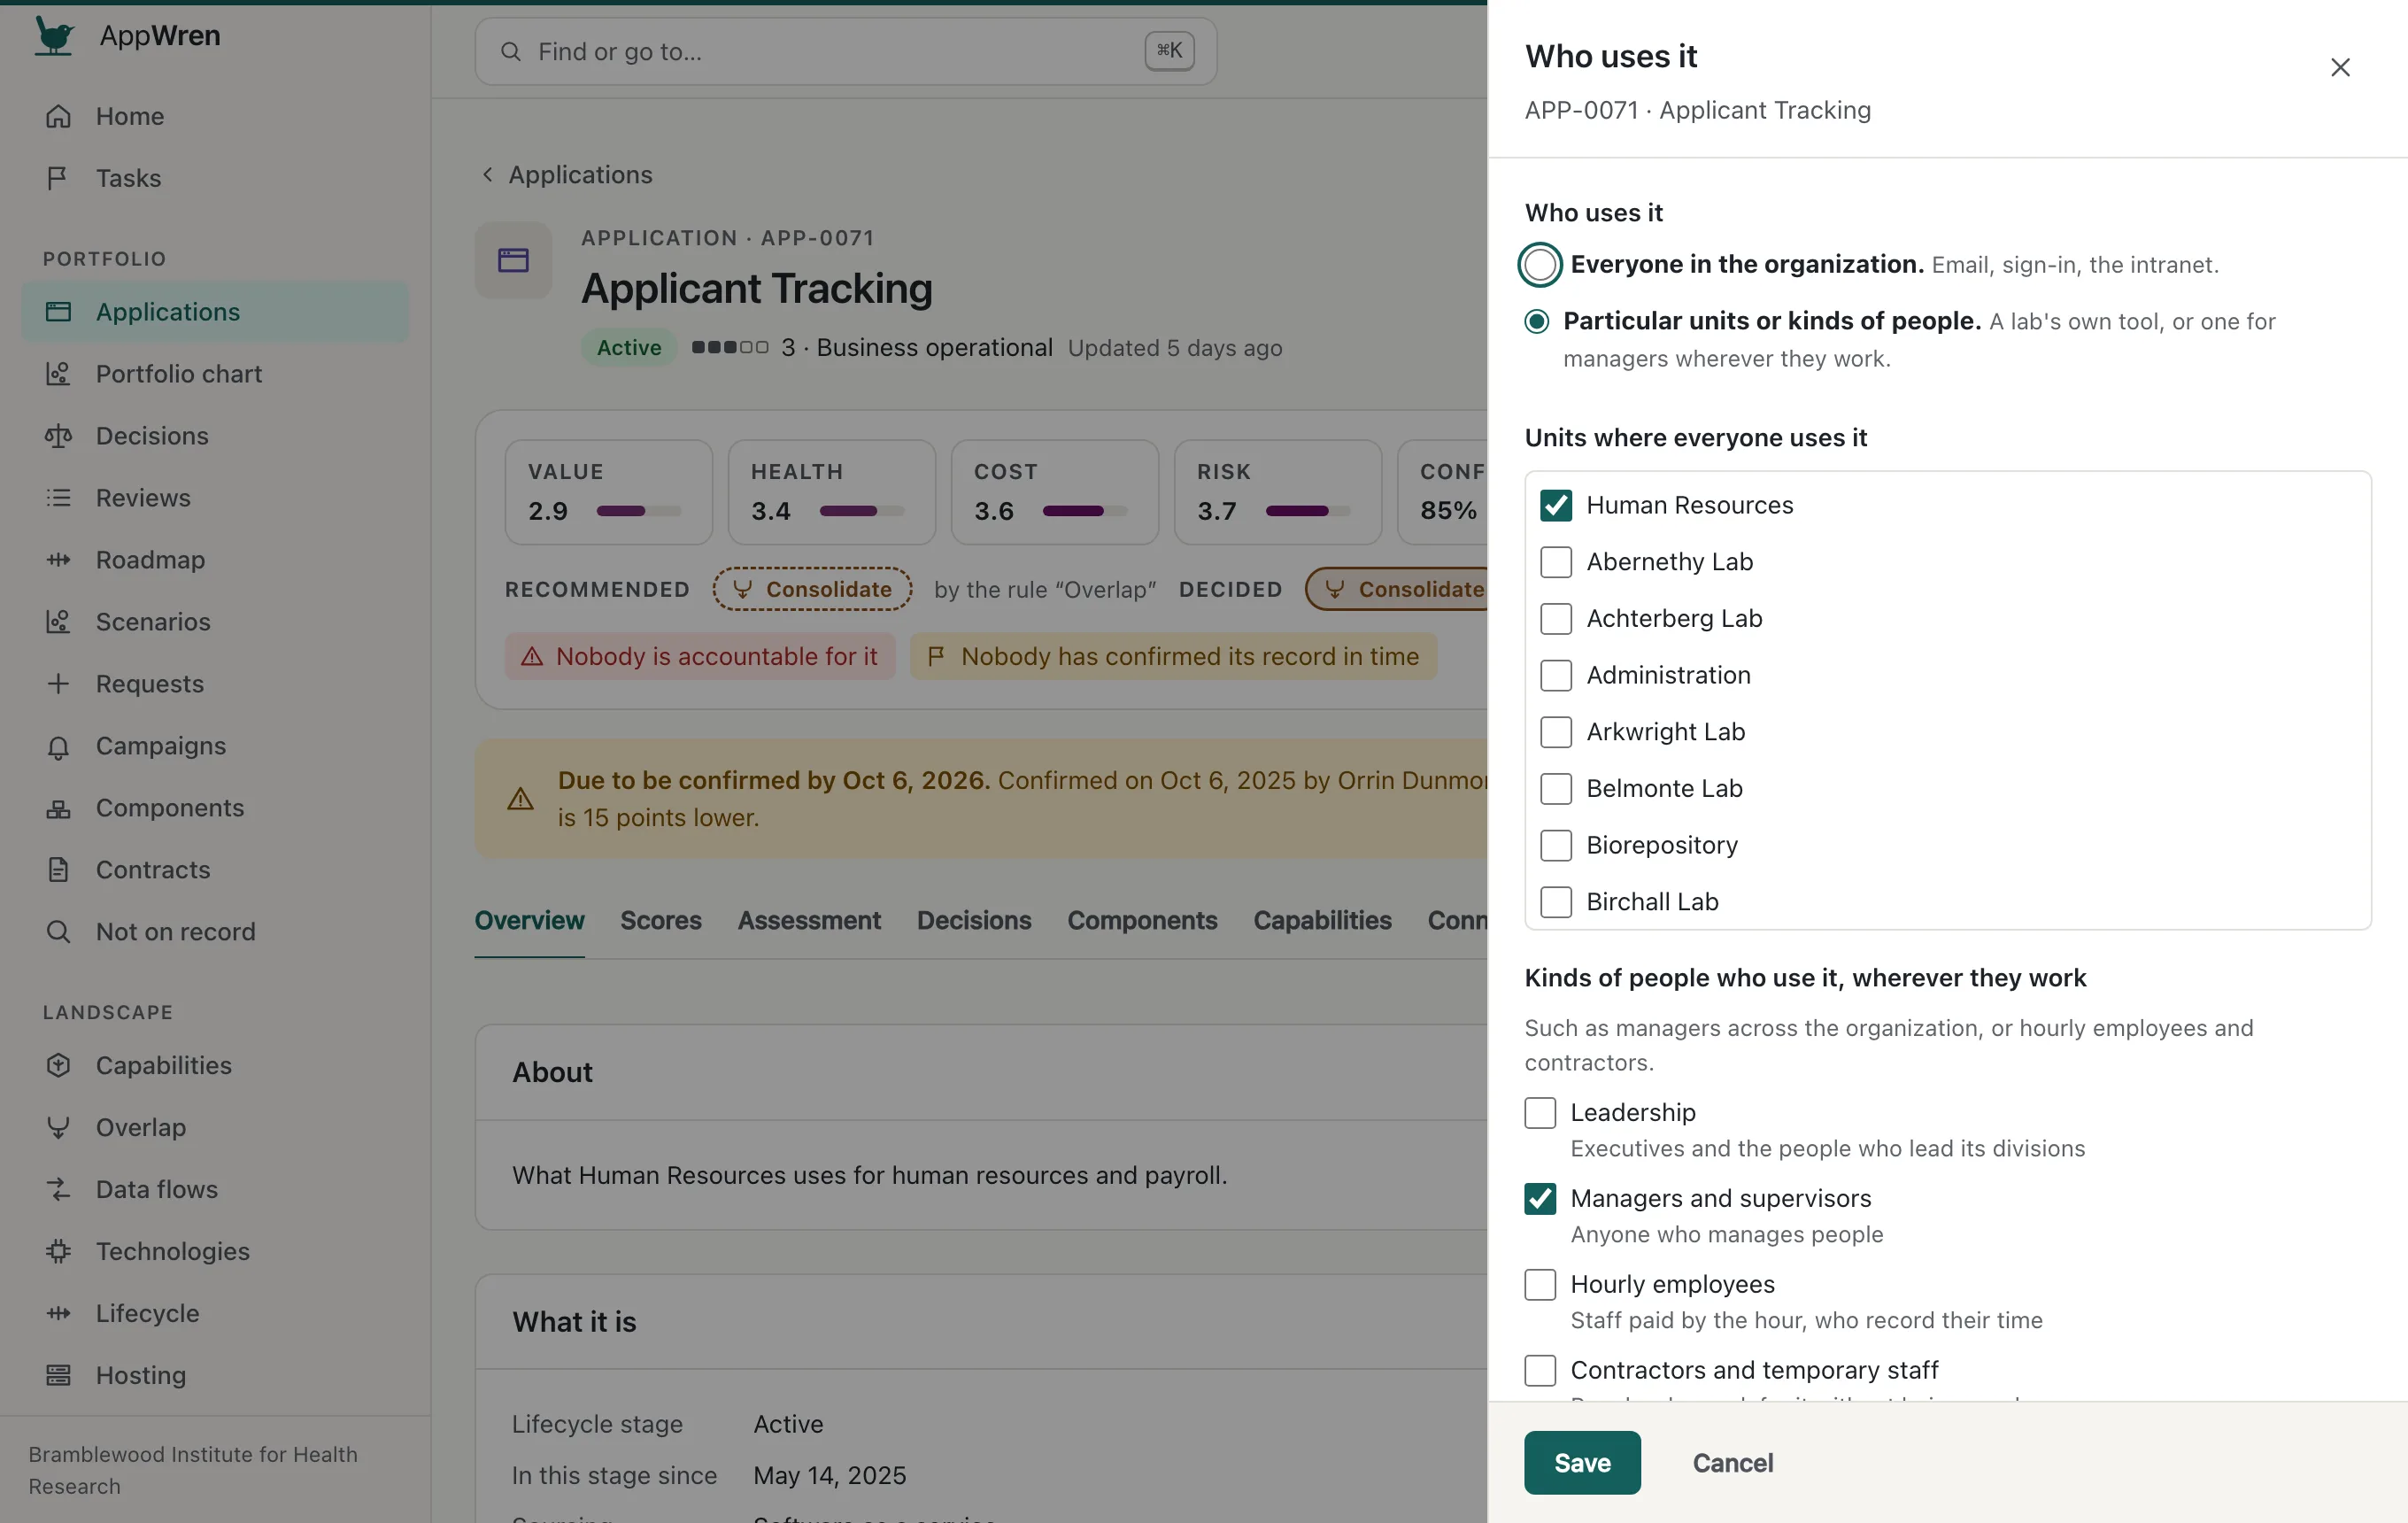 AppWren
Home
Tasks
PORTFOLIO
Applications
Portfolio chart
Decisions
Reviews
Roadmap
Scenarios
Requests
Campaigns
Components
Contracts
Not on record
LANDSCAPE
Capabilities
Overlap
Data flows
Technologies
Lifecycle
Hosting
Bramblewood Institute for Health
Research
Find or go to...
⌘K
Applications
APPLICATION · APP-0071
Applicant Tracking
Active 3 · Business operational Updated 5 days ago
VALUE HEALTH COST RISK
2.9 3.4 3.6 3.7 85%
RECOMMENDED Consolidate by the rule “Overlap” DECIDED Consolidate
Nobody is accountable for it Nobody has confirmed its record in time
Due to be confirmed by Oct 6, 2026. Confirmed on Oct 6, 2025 by Orrin
is 15 points lower.
Overview Scores Assessment Decisions Components Capabilities
About
What Human Resources uses for human resources and payroll.
What it is
Lifecycle stage Active
In this stage since May 14, 2025
Who uses it
APP-0071 · Applicant Tracking
Who uses it
Everyone in the organization. Email, sign-in, the intranet.
Particular units or kinds of people. A lab's own tool, or one for
managers wherever they work.
Units where everyone uses it
Human Resources
Abernethy Lab
Achterberg Lab
Administration
Arkwright Lab
Belmonte Lab
Biorepository
Birchall Lab
Kinds of people who use it, wherever they work
Such as managers across the organization, or hourly employees and
contractors.
Leadership
Executives and the people who lead its divisions
Managers and supervisors
Anyone who manages people
Hourly employees
Staff paid by the hour, who record their time
Contractors and temporary staff
Save Cancel